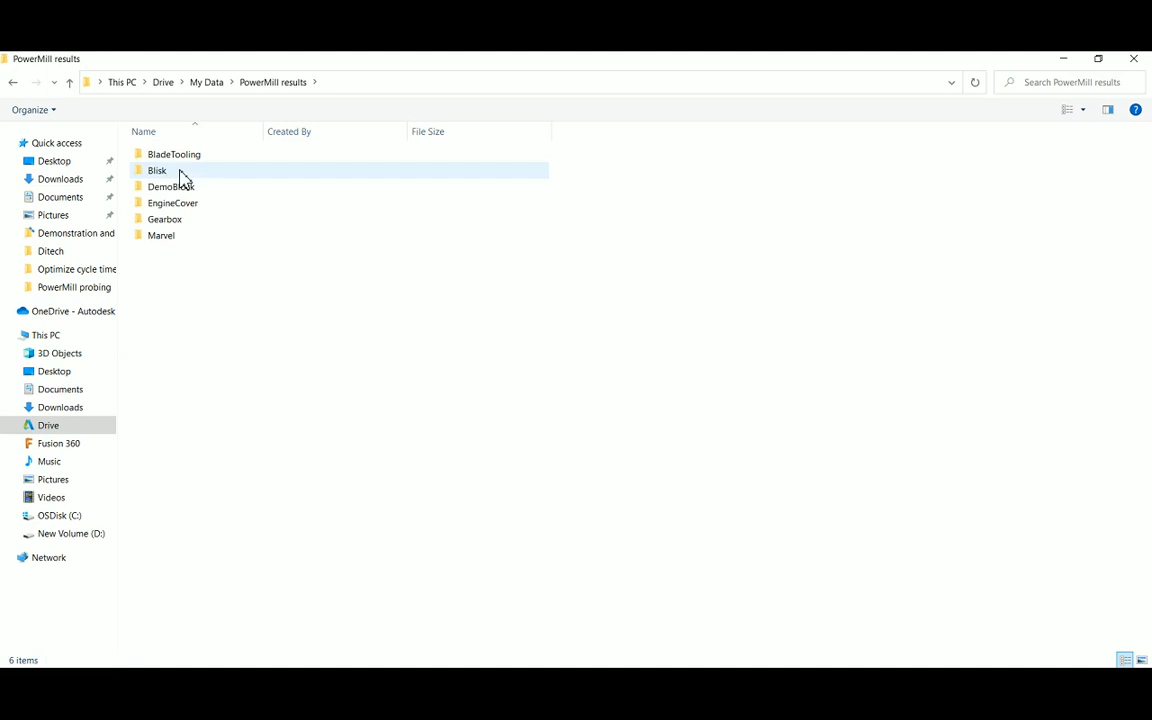 PowerMill results
This PC > Drive > My Data > PowerMill results >
Search PowerMill results
Organize
Name Created By File Size
Quick access
Desktop
Downloads
Documents
Pictures
Demonstration and
Ditech
Optimize cycle time
PowerMill probing
OneDrive - Autodesk
This PC
3D Objects
Desktop
Documents
Downloads
Drive
Fusion 360
Music
Pictures
Videos
OSDisk (C:)
New Volume (D:)
Network
BladeTooling
Blisk
EngineCover
Gearbox
Marvel
6 items